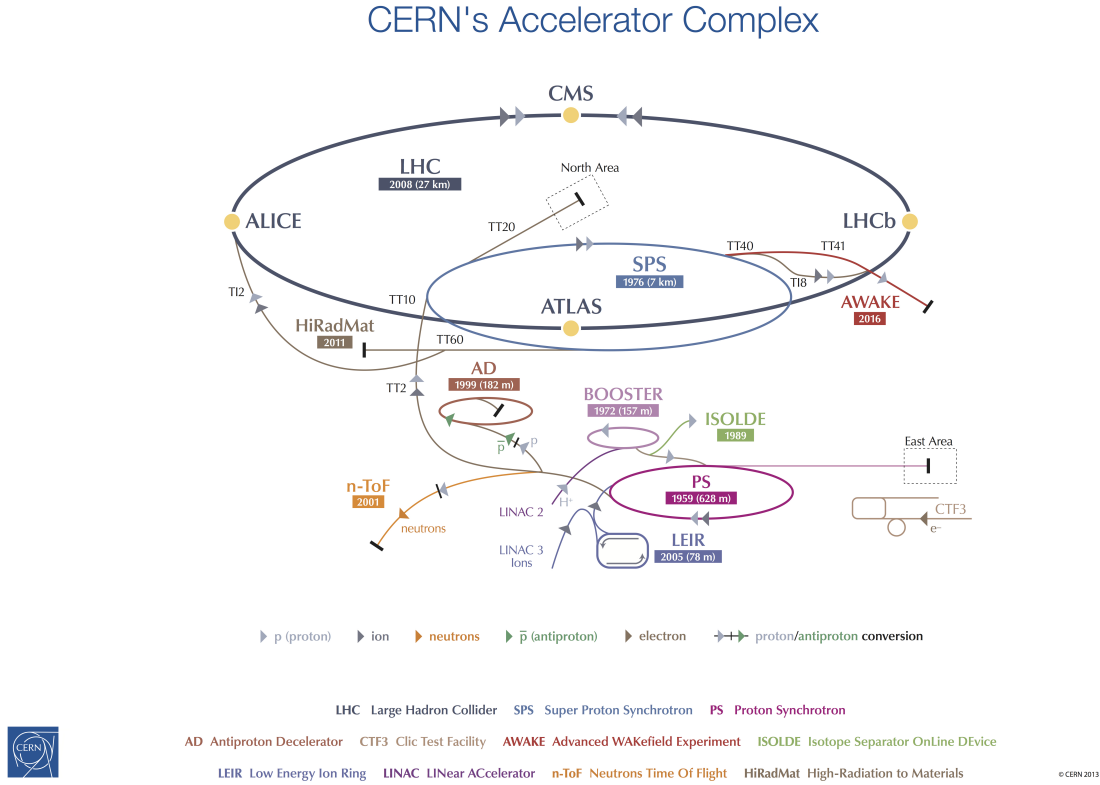 CERN's Accelerator Complex
CMS
LHC
2008 (27 km)
North Area
ALICE
LHCb
TT20
TT40
TT41
SPS
1976 (7 km)
TI8
TI2
TT10
ATLAS
AWAKE
2016
HiRadMat
2011
TT60
AD
1999 (182 m)
TT2
BOOSTER
1972 (157 m)
ISOLDE
1989
p
p̅
East Area
n-ToF
2001
PS
1959 (628 m)
H⁺
LINAC 2
neutrons
CTF3
e⁻
LEIR
2005 (78 m)
LINAC 3
Ions
p (proton) ion neutrons p̅ (antiproton) electron proton/antiproton conversion
LHC Large Hadron Collider SPS Super Proton Synchrotron PS Proton Synchrotron
AD Antiproton Decelerator CTF3 Clic Test Facility AWAKE Advanced WAKefield Experiment ISOLDE Isotope Separator OnLine DEvice
LEIR Low Energy Ion Ring LINAC LINear ACcelerator n-ToF Neutrons Time Of Flight HiRadMat High-Radiation to Materials
CERN
© CERN 2013